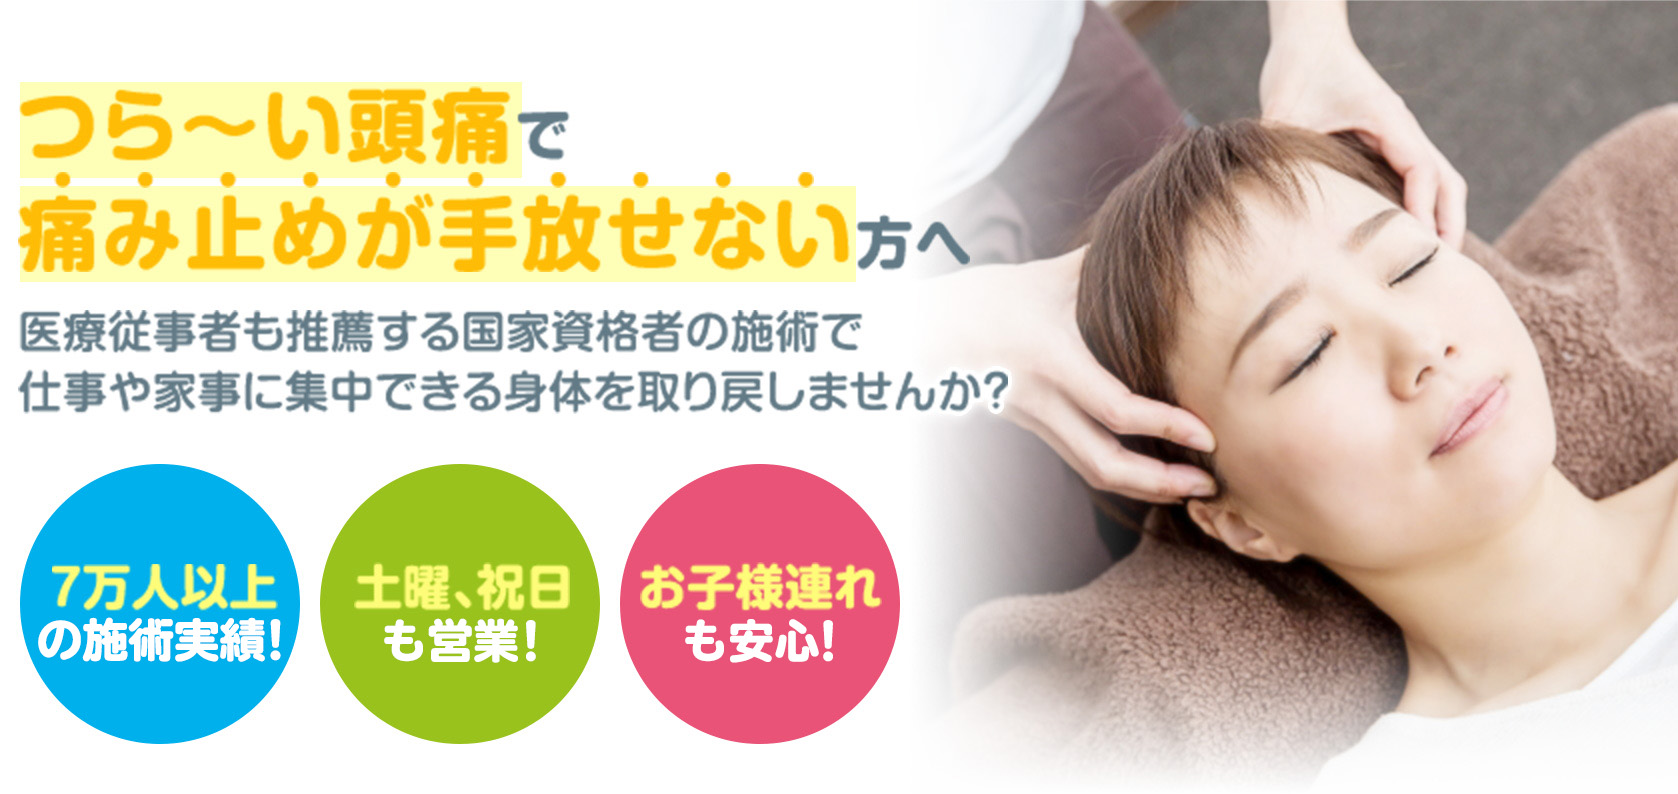 つら～い頭痛で
痛み止めが手放せない方へ
医療従事者も推薦する国家資格者の施術で
仕事や家事に集中できる身体を取り戻しませんか？
7万人以上
の施術実績！
土曜、祝日
も営業！
お子様連れ
も安心！